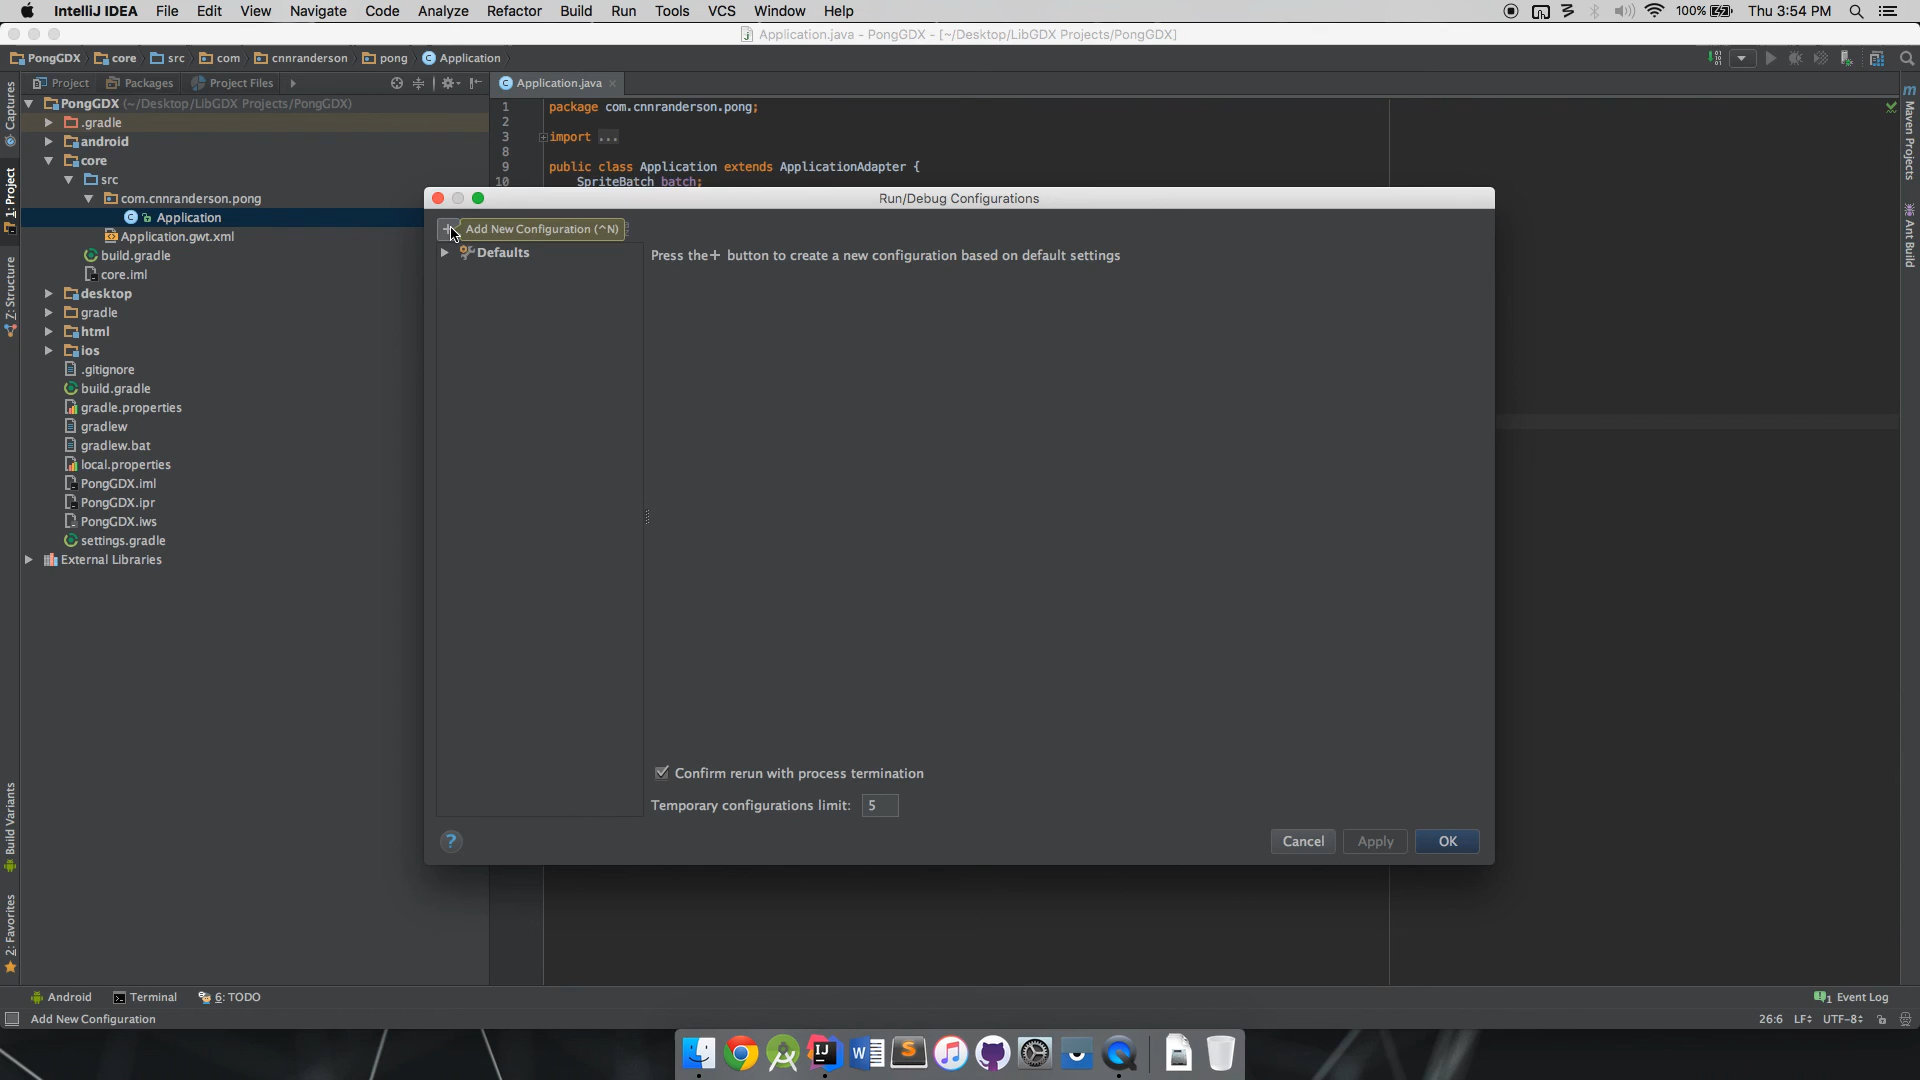 IntelliJ IDEA File Edit View Navigate Code Analyze Refactor Build Run Tools VCS Window Help 100% Thu 3:54 PM
Application.java - PongGDX - [~/Desktop/LibGDX Projects/PongGDX]
PongGDX core src com cnnranderson pong Application
Project Packages Project Files Application.java
PongGDX (~/Desktop/LibGDX Projects/PongGDX)
.gradle
android
core
src
com.cnnranderson.pong
Application
Application.gwt.xml
build.gradle
core.iml
desktop
gradle
html
ios
.gitignore
build.gradle
gradle.properties
gradlew
gradlew.bat
local.properties
PongGDX.iml
PongGDX.ipr
PongGDX.iws
settings.gradle
External Libraries
Captures
1: Project
Z: Structure
Build Variants
2: Favorites
1 package com.cnnranderson.pong;
2
3 import ...
8
9 public class Application extends ApplicationAdapter {
10 SpriteBatch batch;
Run/Debug Configurations
Add New Configuration (^N)
Defaults
Press the+ button to create a new configuration based on default settings
Confirm rerun with process termination
Temporary configurations limit: 5
? Cancel Apply OK
Maven Projects
Ant Build
Android Terminal 6: TODO 1 Event Log
Add New Configuration 26:6 LF UTF-8